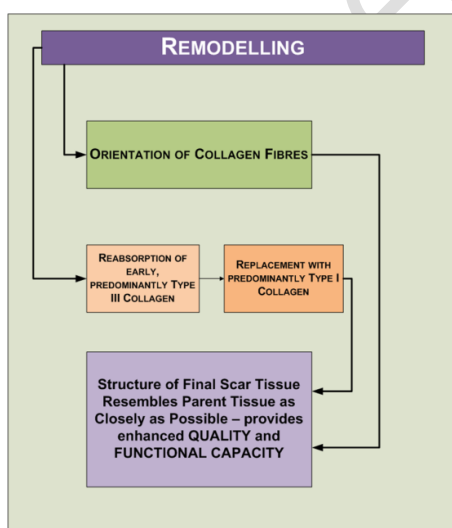 REMODELLING
ORIENTATION OF COLLAGEN FIBRES
REABSORPTION OF
EARLY,
PREDOMINANTLY TYPE
III COLLAGEN
REPLACEMENT WITH
PREDOMINANTLY TYPE I
COLLAGEN
Structure of Final Scar Tissue
Resembles Parent Tissue as
Closely as Possible – provides
enhanced QUALITY and
FUNCTIONAL CAPACITY